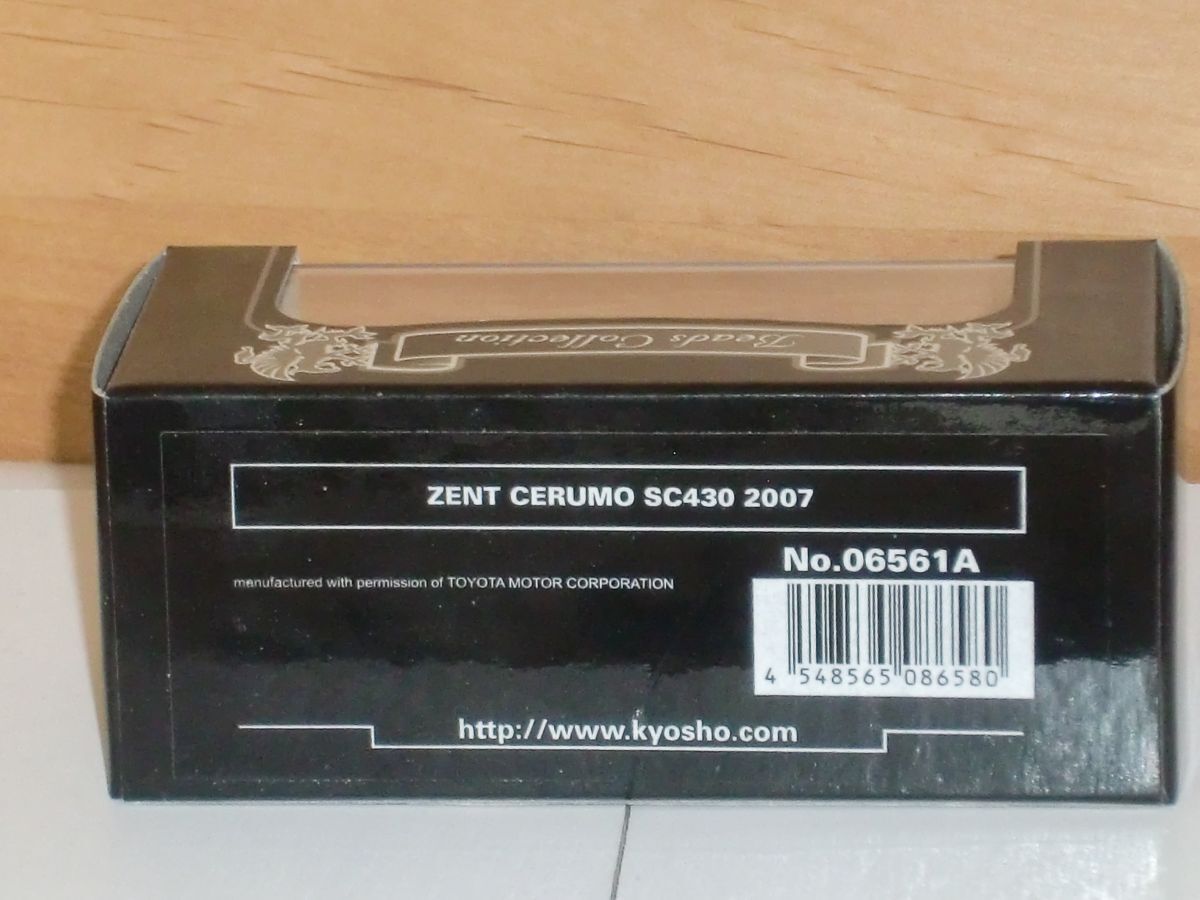 Beads Collection
ZENT CERUMO SC430 2007
No.06561A
manufactured with permission of TOYOTA MOTOR CORPORATION
4 548565 086580
http://www.kyosho.com